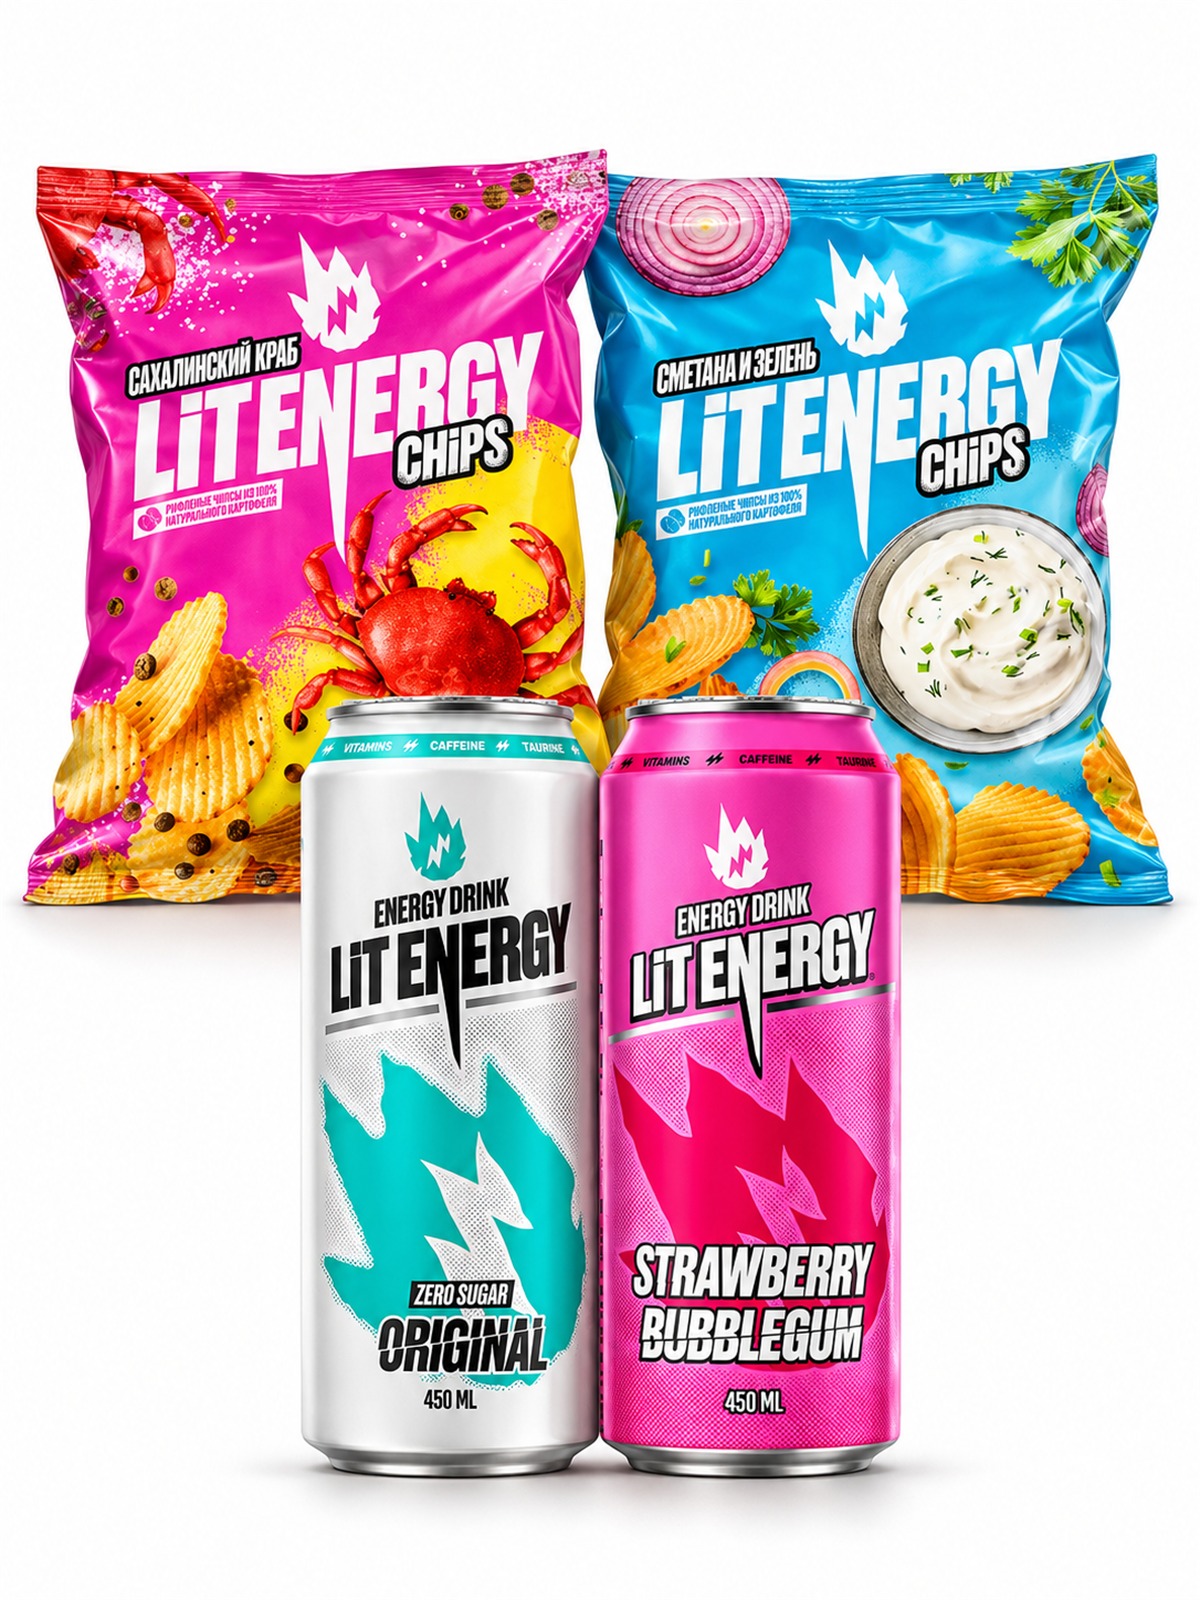 САХАЛИНСКИЙ КРАБ
LiTENERGY
CHiPS
РИФЛЕНЫЕ ЧИПСЫ ИЗ 100%
НАТУРАЛЬНОГО КАРТОФЕЛЯ
СМЕТАНА И ЗЕЛЕНЬ
LiTENERGY
CHiPS
РИФЛЕНЫЕ ЧИПСЫ ИЗ 100%
НАТУРАЛЬНОГО КАРТОФЕЛЯ
VITAMINS CAFFEINE TAURINE
ENERGY DRINK
LiT ENERGY
ZERO SUGAR
ORIGINAL
450 ML
VITAMINS CAFFEINE TAURINE
ENERGY DRINK
LiT ENERGY®
STRAWBERRY
BUBBLEGUM
450 ML